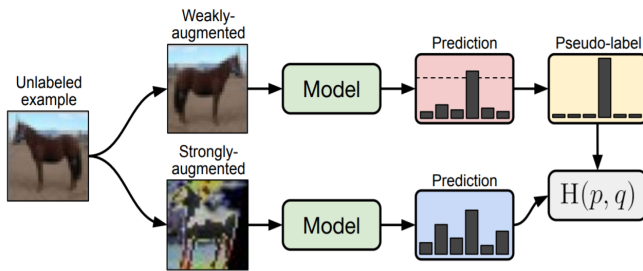 Weakly-
augmented
Prediction
Pseudo-label
Unlabeled
example
Model
Strongly-
augmented
Prediction
Model
H(p, q)